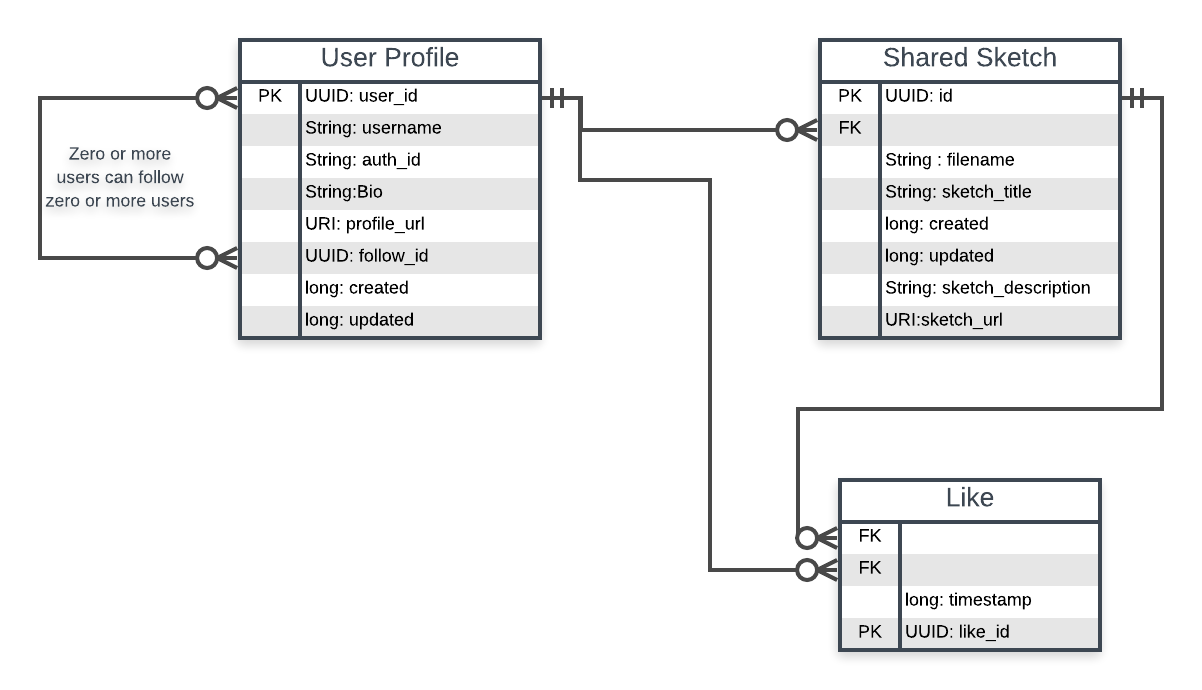 User Profile
PK UUID: user_id
String: username
String: auth_id
String:Bio
URI: profile_url
UUID: follow_id
long: created
long: updated
Zero or more
users can follow
zero or more users
Shared Sketch
PK UUID: id
FK
String : filename
String: sketch_title
long: created
long: updated
String: sketch_description
URI:sketch_url
Like
FK
FK
long: timestamp
PK UUID: like_id